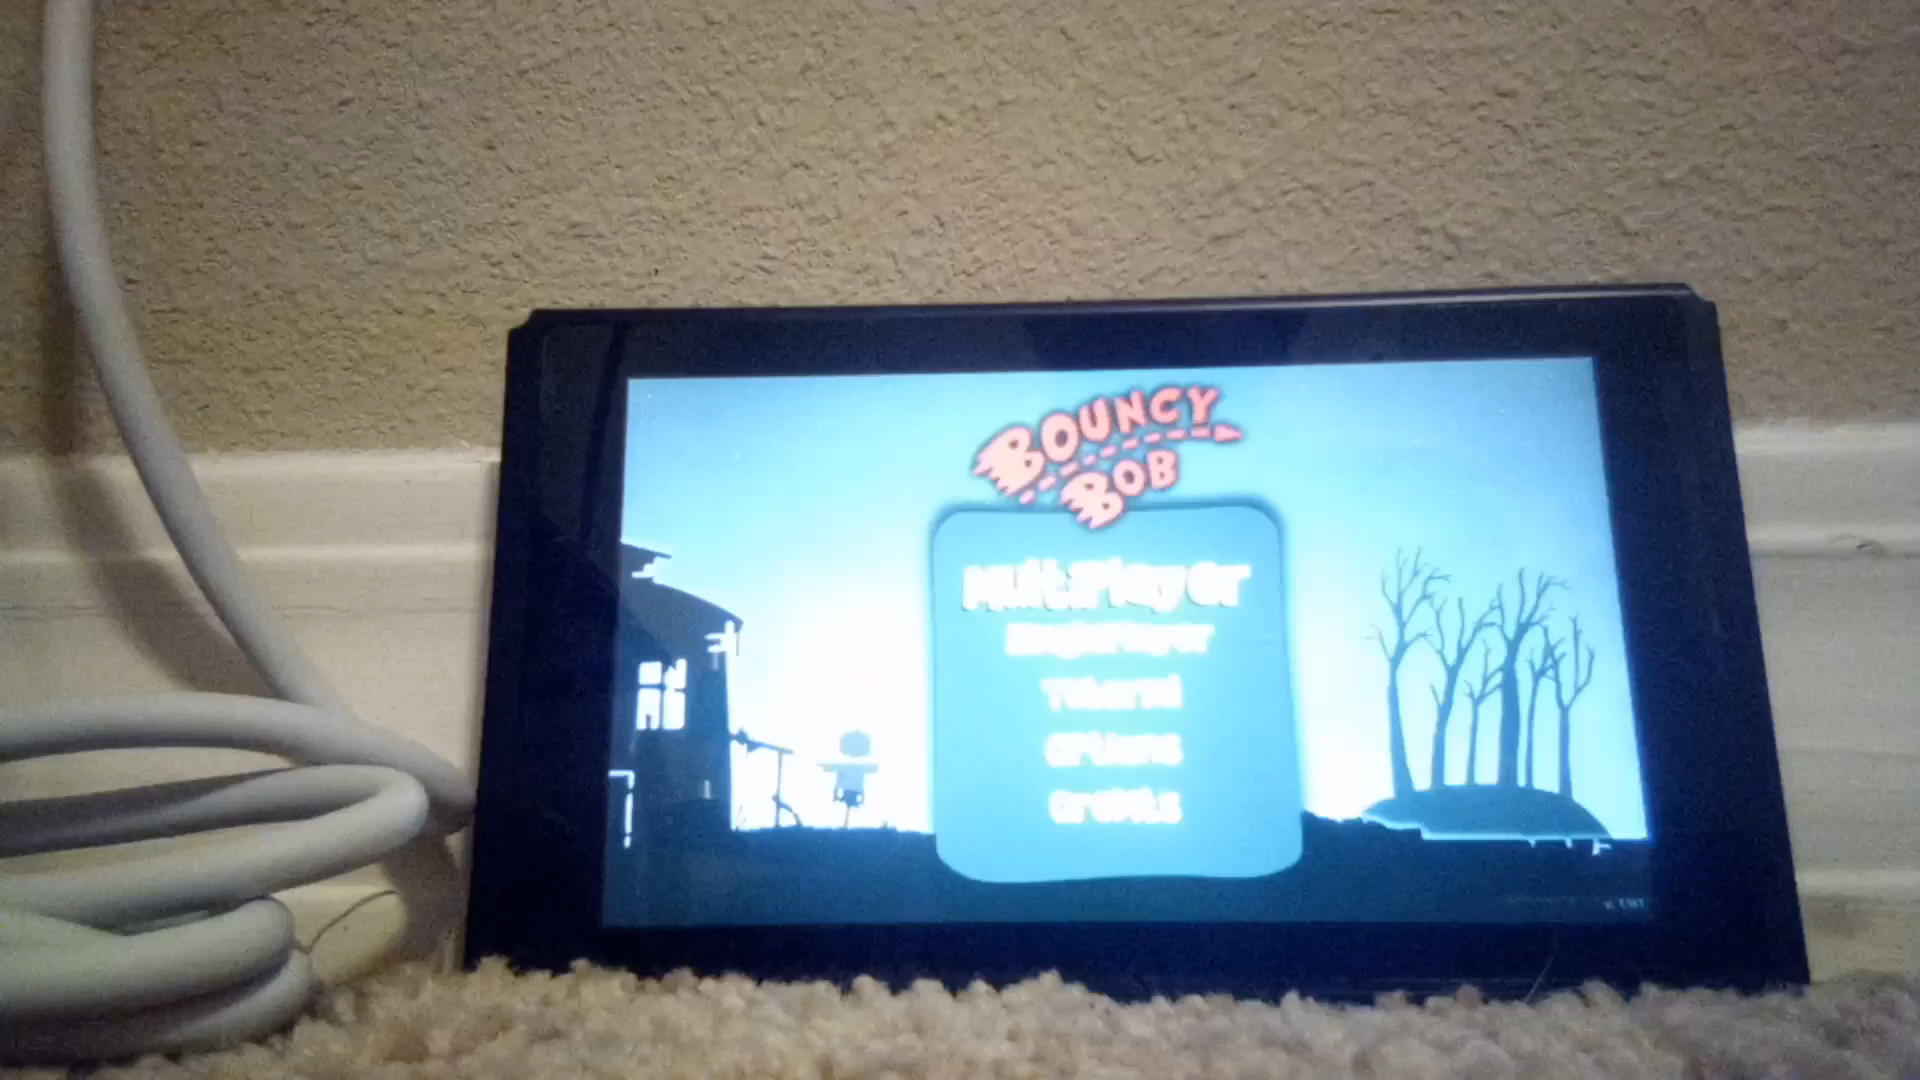 BOUNCY
BOB
Multiplayer
Singleplayer
Tutorial
Options
Credits